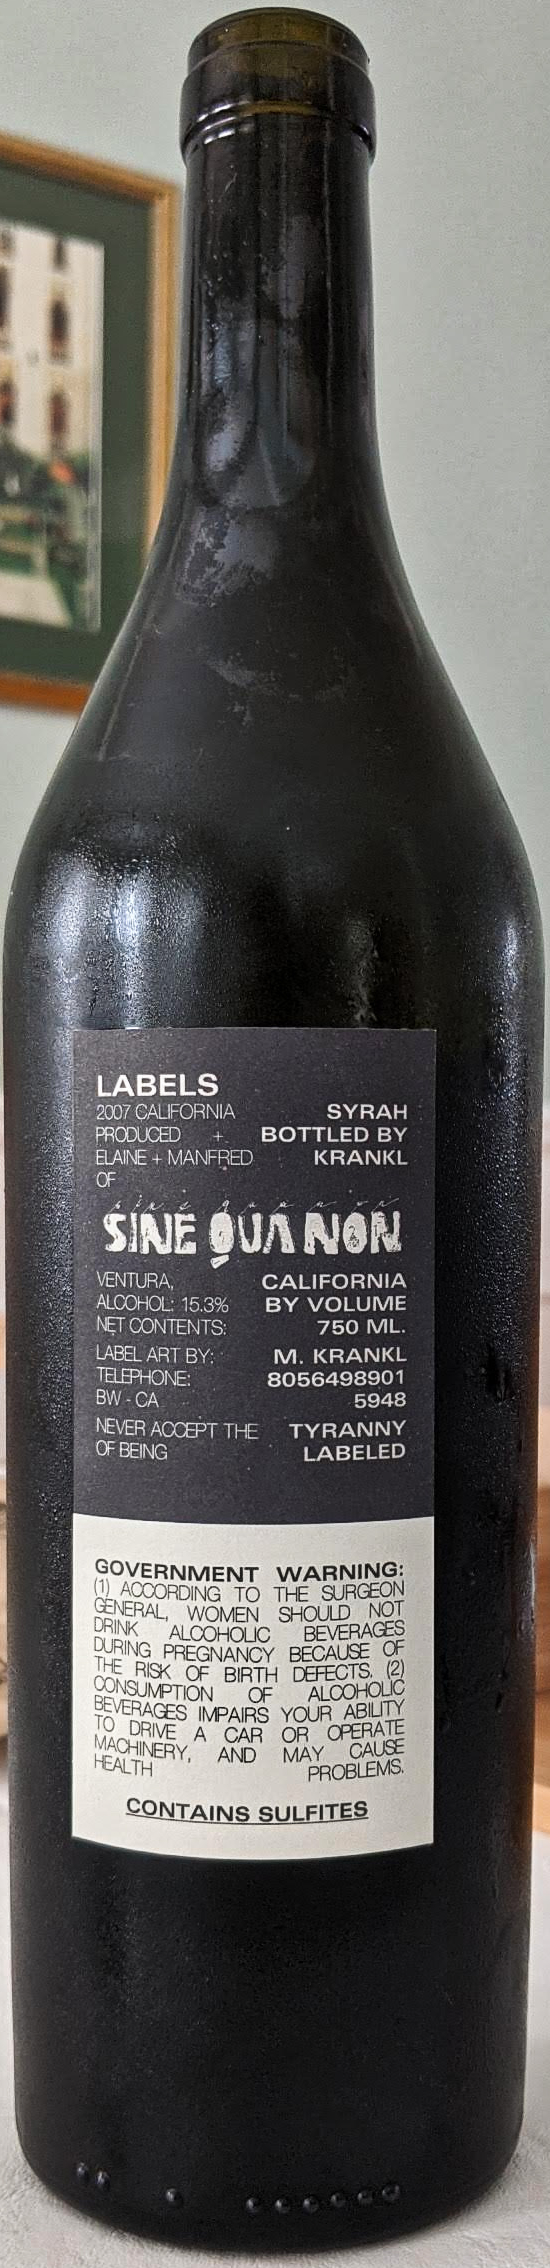 LABELS
2007 CALIFORNIA SYRAH
PRODUCED + BOTTLED BY
ELAINE + MANFRED KRANKL
OF
sine qua non
SINE QUA NON
VENTURA, CALIFORNIA
ALCOHOL: 15.3% BY VOLUME
NET CONTENTS: 750 ML.
LABEL ART BY: M. KRANKL
TELEPHONE: 8056498901
BW - CA 5948
NEVER ACCEPT THE TYRANNY
OF BEING LABELED
GOVERNMENT WARNING:
(1) ACCORDING TO THE SURGEON
GENERAL, WOMEN SHOULD NOT
DRINK ALCOHOLIC BEVERAGES
DURING PREGNANCY BECAUSE OF
THE RISK OF BIRTH DEFECTS. (2)
CONSUMPTION OF ALCOHOLIC
BEVERAGES IMPAIRS YOUR ABILITY
TO DRIVE A CAR OR OPERATE
MACHINERY, AND MAY CAUSE
HEALTH PROBLEMS.
CONTAINS SULFITES